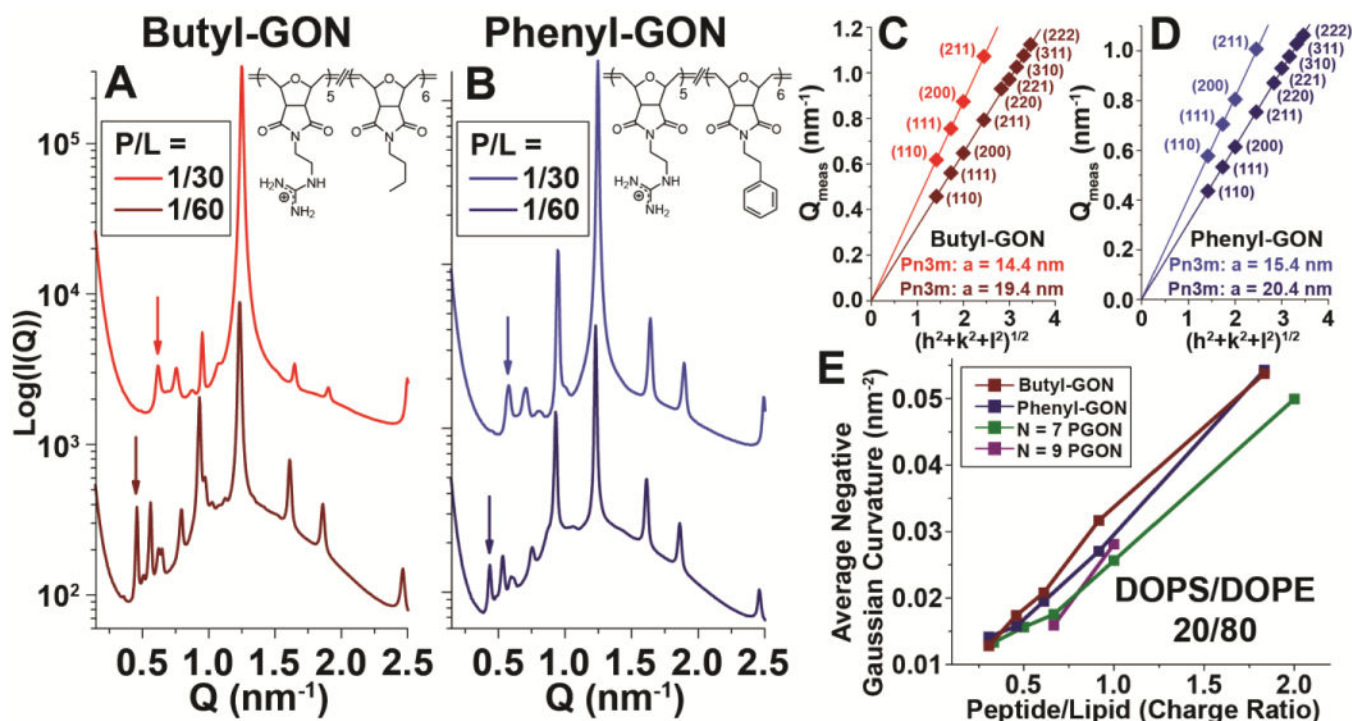 Butyl-GON
Phenyl-GON
A
P/L =
1/30
1/60
O
5
6
O N O
O N O
NH
H₂N
⊕
NH₂
10⁵
10⁴
10³
10²
Log(I(Q))
0.5 1.0 1.5 2.0 2.5
Q (nm⁻¹)
B
P/L =
1/30
1/60
O
5
6
O N O
O N O
NH
H₂N
⊕
NH₂
0.5 1.0 1.5 2.0 2.5
Q (nm⁻¹)
C
1.2
1.0
0.8
0.6
0.4
0.2
0.0
Qmeas (nm⁻¹)
(211)
(200)
(111)
(110)
(222)
(311)
(310)
(221)
(220)
(211)
(200)
(111)
(110)
Butyl-GON
Pn3m: a = 14.4 nm
Pn3m: a = 19.4 nm
0 1 2 3 4
(h²+k²+l²)¹/²
D
1.0
0.8
0.6
0.4
0.2
0.0
Qmeas (nm⁻¹)
(211)
(200)
(111)
(110)
(222)
(311)
(310)
(221)
(220)
(211)
(200)
(111)
(110)
Phenyl-GON
Pn3m: a = 15.4 nm
Pn3m: a = 20.4 nm
0 1 2 3 4
(h²+k²+l²)¹/²
E
Butyl-GON
Phenyl-GON
N = 7 PGON
N = 9 PGON
DOPS/DOPE
20/80
Average Negative
Gaussian Curvature (nm⁻²)
0.05
0.04
0.03
0.02
0.01
0.5 1.0 1.5 2.0
Peptide/Lipid (Charge Ratio)